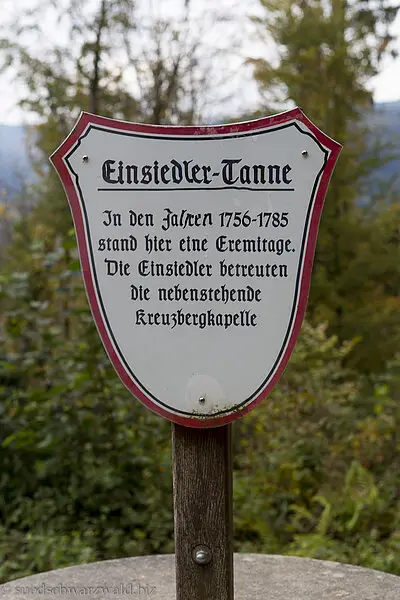 Einsiedler-Tanne
In den Jahren 1756-1785
stand hier eine Eremitage.
Die Einsiedler betreuten
die nebenstehende
Kreuzbergkapelle
© suedschwarzwald.biz